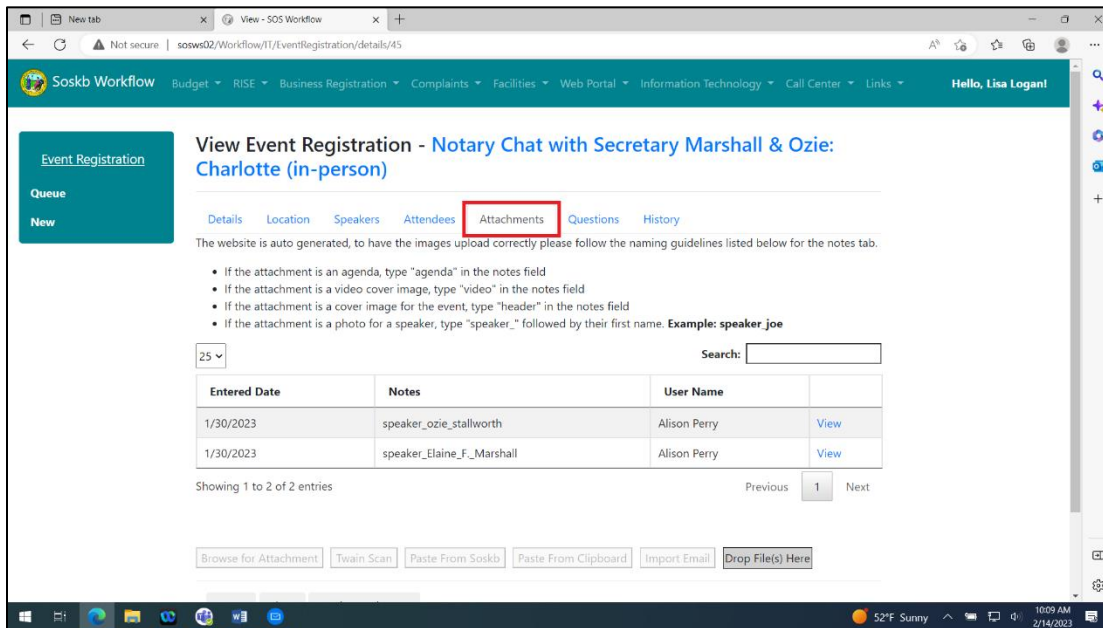 New tab
View - SOS Workflow
Not secure | sosws02/Workflow/IT/EventRegistration/details/45
Soskb Workflow Budget RISE Business Registration Complaints Facilities Web Portal Information Technology Call Center Links Hello, Lisa Logan!
Event Registration
Queue
New
View Event Registration - Notary Chat with Secretary Marshall & Ozie:
Charlotte (in-person)
Details Location Speakers Attendees Attachments Questions History
The website is auto generated, to have the images upload correctly please follow the naming guidelines listed below for the notes tab.
• If the attachment is an agenda, type "agenda" in the notes field
• If the attachment is a video cover image, type "video" in the notes field
• If the attachment is a cover image for the event, type "header" in the notes field
• If the attachment is a photo for a speaker, type "speaker_" followed by their first name. Example: speaker_joe
25 Search:
Entered Date Notes User Name
1/30/2023 speaker_ozie_stallworth Alison Perry View
1/30/2023 speaker_Elaine_F._Marshall Alison Perry View
Showing 1 to 2 of 2 entries Previous 1 Next
Browse for Attachment Twain Scan Paste From Soskb Paste From Clipboard Import Email Drop File(s) Here
52°F Sunny 10:09 AM
2/14/2023